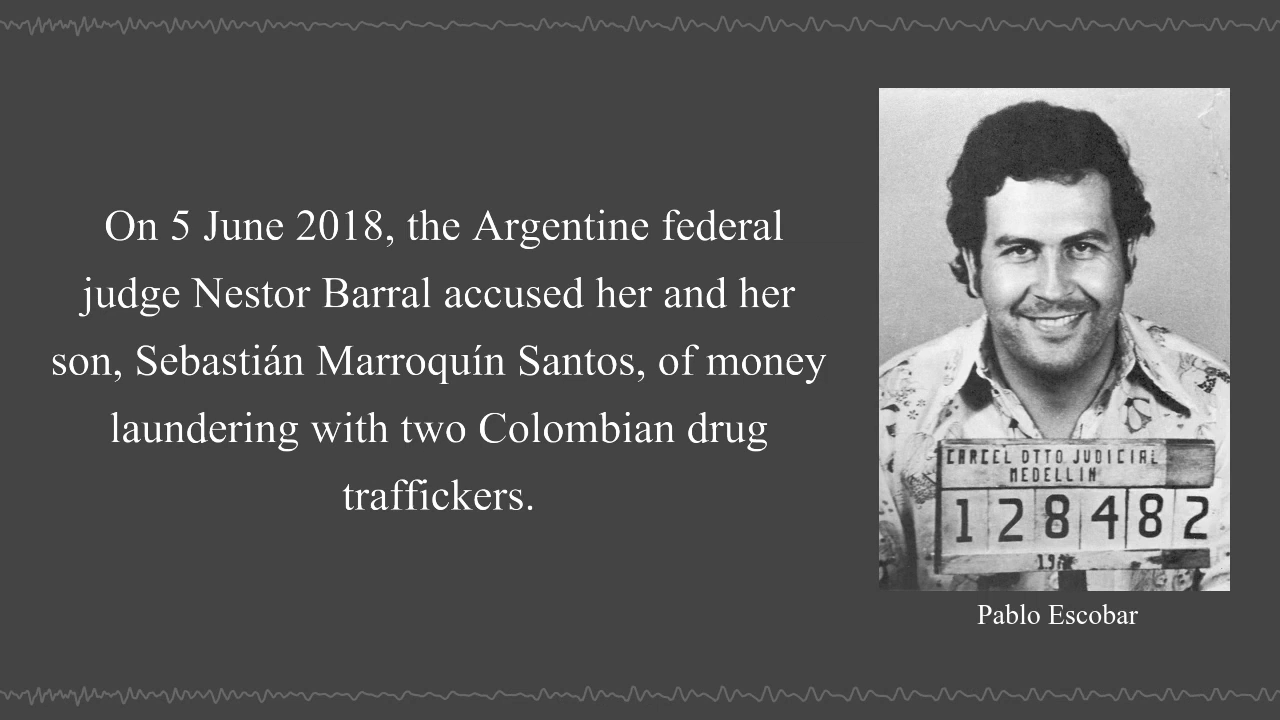 On 5 June 2018, the Argentine federal
judge Nestor Barral accused her and her
son, Sebastián Marroquín Santos, of money
laundering with two Colombian drug
traffickers.
CARCEL DTTO JUDICIAL
MEDELLIN
128482
Pablo Escobar